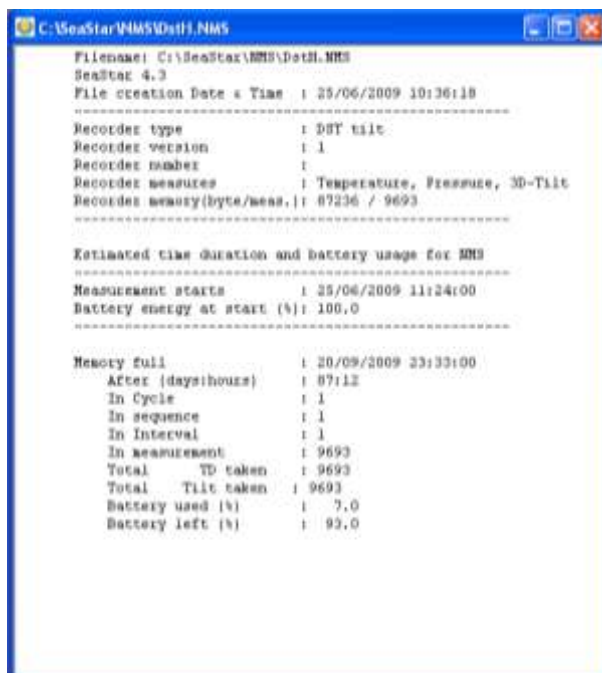 C:\SeaStar\NMS\DstH.NMS
Filename: C:\SeaStar\NMS\DstH.NMS
SeaStar 4.3
File creation Date & Time : 25/06/2009 10:36:18
Recorder type : DST tilt
Recorder version : 1
Recorder number :
Recorder measures : Temperature, Pressure, 3D-Tilt
Recorder memory(byte/meas.): 87236 / 9693
Estimated time duration and battery usage for NMS
Measurement starts : 25/06/2009 11:24:00
Battery energy at start (%): 100.0
Memory full : 20/09/2009 23:33:00
After (days:hours) : 87:12
In Cycle : 1
In sequence : 1
In Interval : 1
In measurement : 9693
Total TD taken : 9693
Total Tilt taken : 9693
Battery used (%) : 7.0
Battery left (%) : 93.0